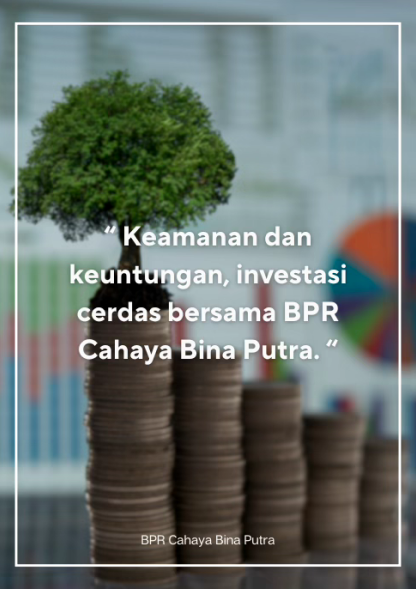 “ Keamanan dan
keuntungan, investasi
cerdas bersama BPR
Cahaya Bina Putra. “
BPR Cahaya Bina Putra